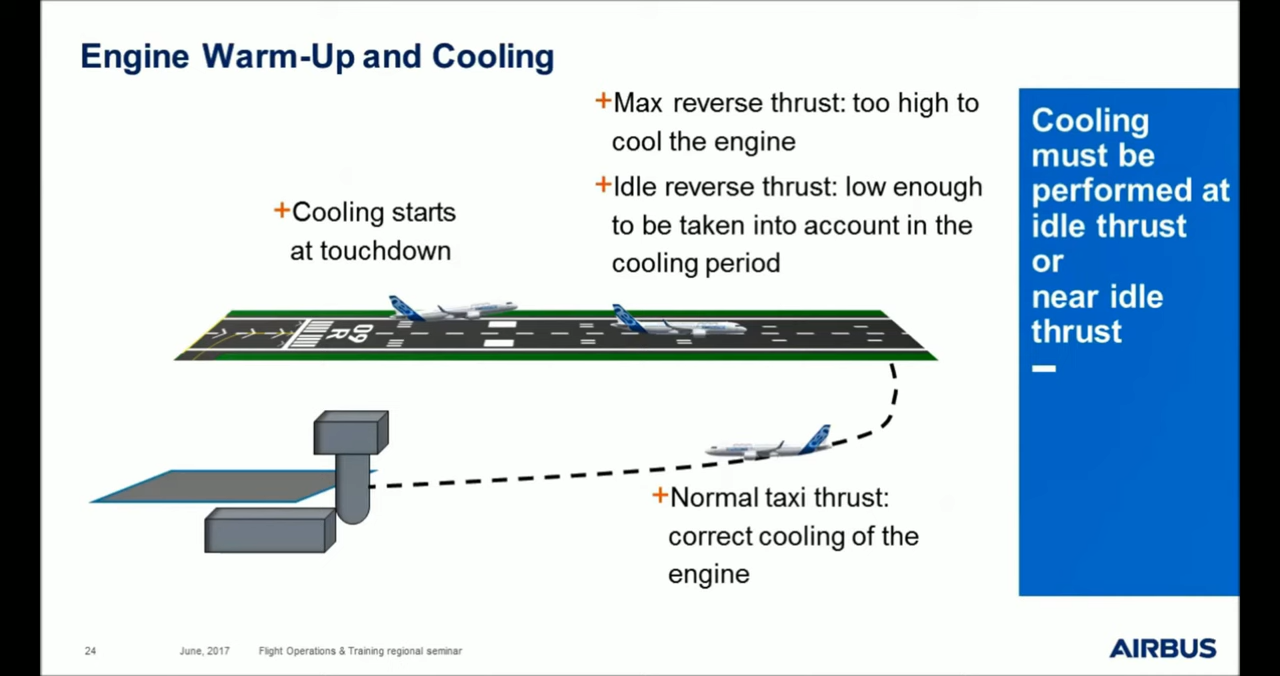 Engine Warm-Up and Cooling
+Max reverse thrust: too high to
cool the engine
+Idle reverse thrust: low enough
to be taken into account in the
cooling period
+Cooling starts
at touchdown
09
R
+Normal taxi thrust:
correct cooling of the
engine
Cooling
must be
performed at
idle thrust
or
near idle
thrust
24 June, 2017 Flight Operations & Training regional seminar
AIRBUS